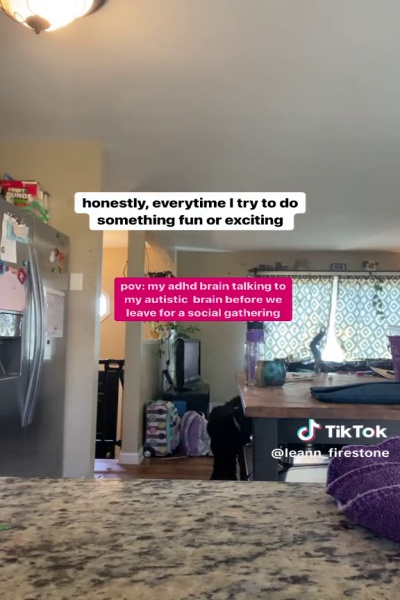 honestly, everytime I try to do
something fun or exciting
pov: my adhd brain talking to
my autistic brain before we
leave for a social gathering
TikTok
@leann_firestone